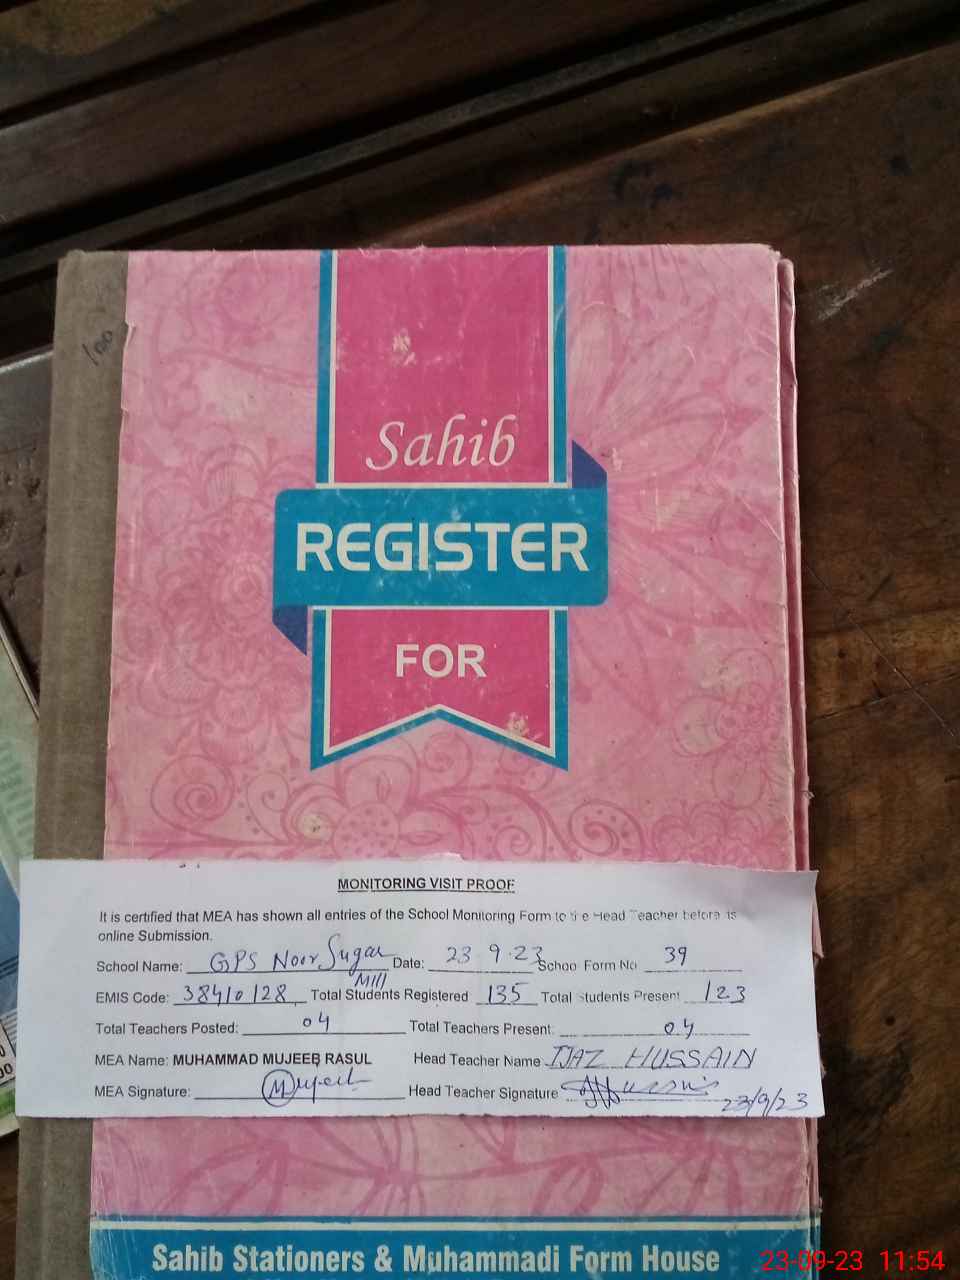 100
Sahib
REGISTER
FOR
MONITORING VISIT PROOF
It is certified that MEA has shown all entries of the School Monitoring Form to the Head Teacher before its
online Submission.
School Name: GPS Noor Sugar Mill Date: 23 9.23 School Form No 39
EMIS Code: 38410128 Total Students Registered 135 Total Students Present 123
Total Teachers Posted: 04 Total Teachers Present: 04
MEA Name: MUHAMMAD MUJEEB RASUL Head Teacher Name IJAZ HUSSAIN
MEA Signature: Mujeeb Head Teacher Signature
23/9/23
Sahib Stationers & Muhammadi Form House
23-09-23 11:54